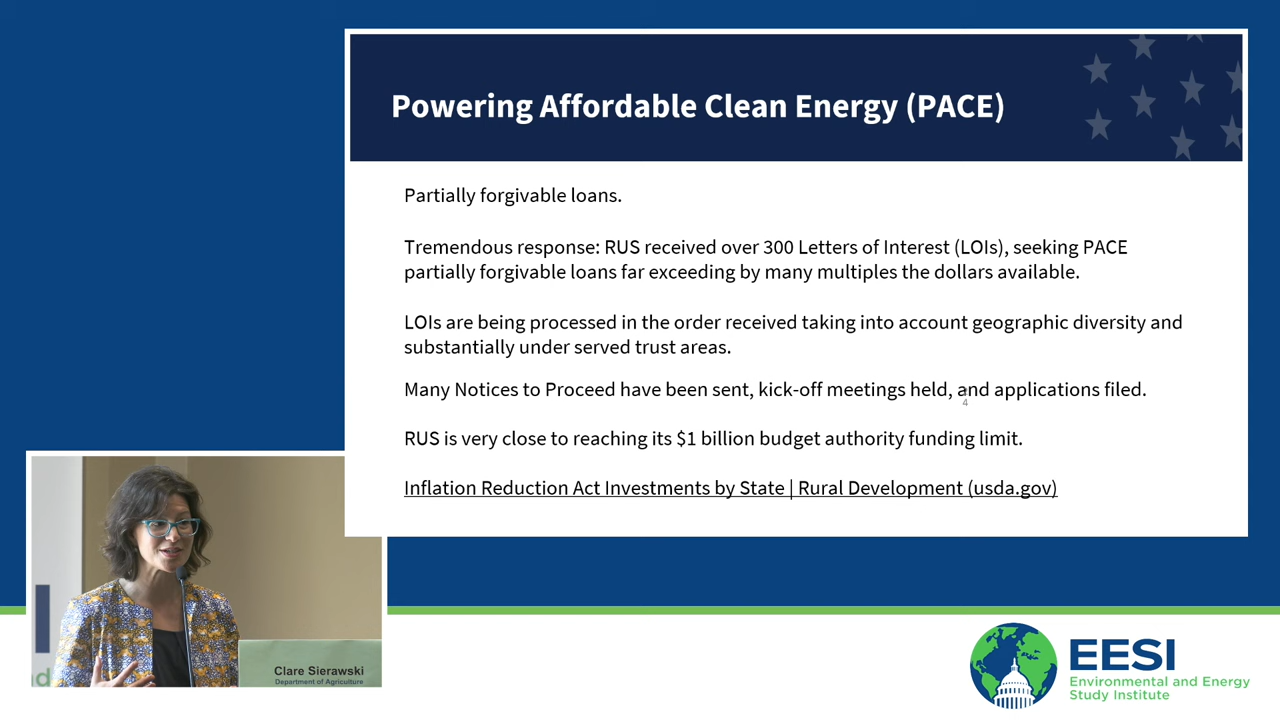 Powering Affordable Clean Energy (PACE)
Partially forgivable loans.
Tremendous response: RUS received over 300 Letters of Interest (LOIs), seeking PACE
partially forgivable loans far exceeding by many multiples the dollars available.
LOIs are being processed in the order received taking into account geographic diversity and
substantially under served trust areas.
Many Notices to Proceed have been sent, kick-off meetings held, and applications filed.
4
RUS is very close to reaching its $1 billion budget authority funding limit.
Inflation Reduction Act Investments by State | Rural Development (usda.gov)
Clare Sierawski
Department of Agriculture
EESI
Environmental and Energy
Study Institute